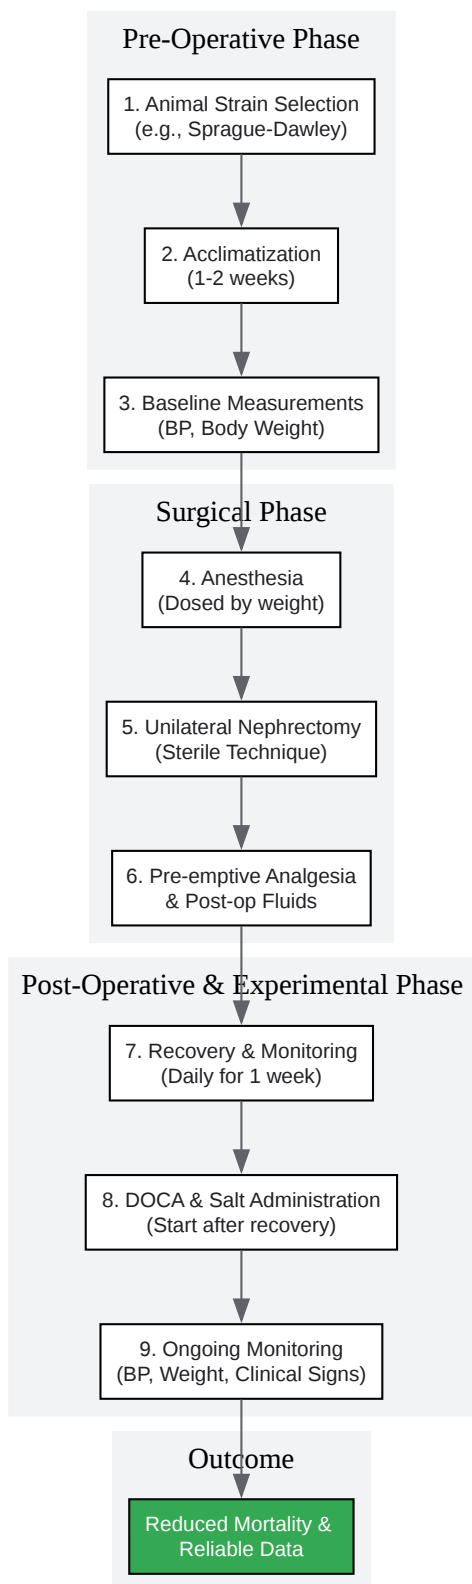 Pre-Operative Phase
1. Animal Strain Selection
(e.g., Sprague-Dawley)
2. Acclimatization
(1-2 weeks)
3. Baseline Measurements
(BP, Body Weight)
Surgical Phase
4. Anesthesia
(Dosed by weight)
5. Unilateral Nephrectomy
(Sterile Technique)
6. Pre-emptive Analgesia
& Post-op Fluids
Post-Operative & Experimental Phase
7. Recovery & Monitoring
(Daily for 1 week)
8. DOCA & Salt Administration
(Start after recovery)
9. Ongoing Monitoring
(BP, Weight, Clinical Signs)
Outcome
Reduced Mortality &
Reliable Data